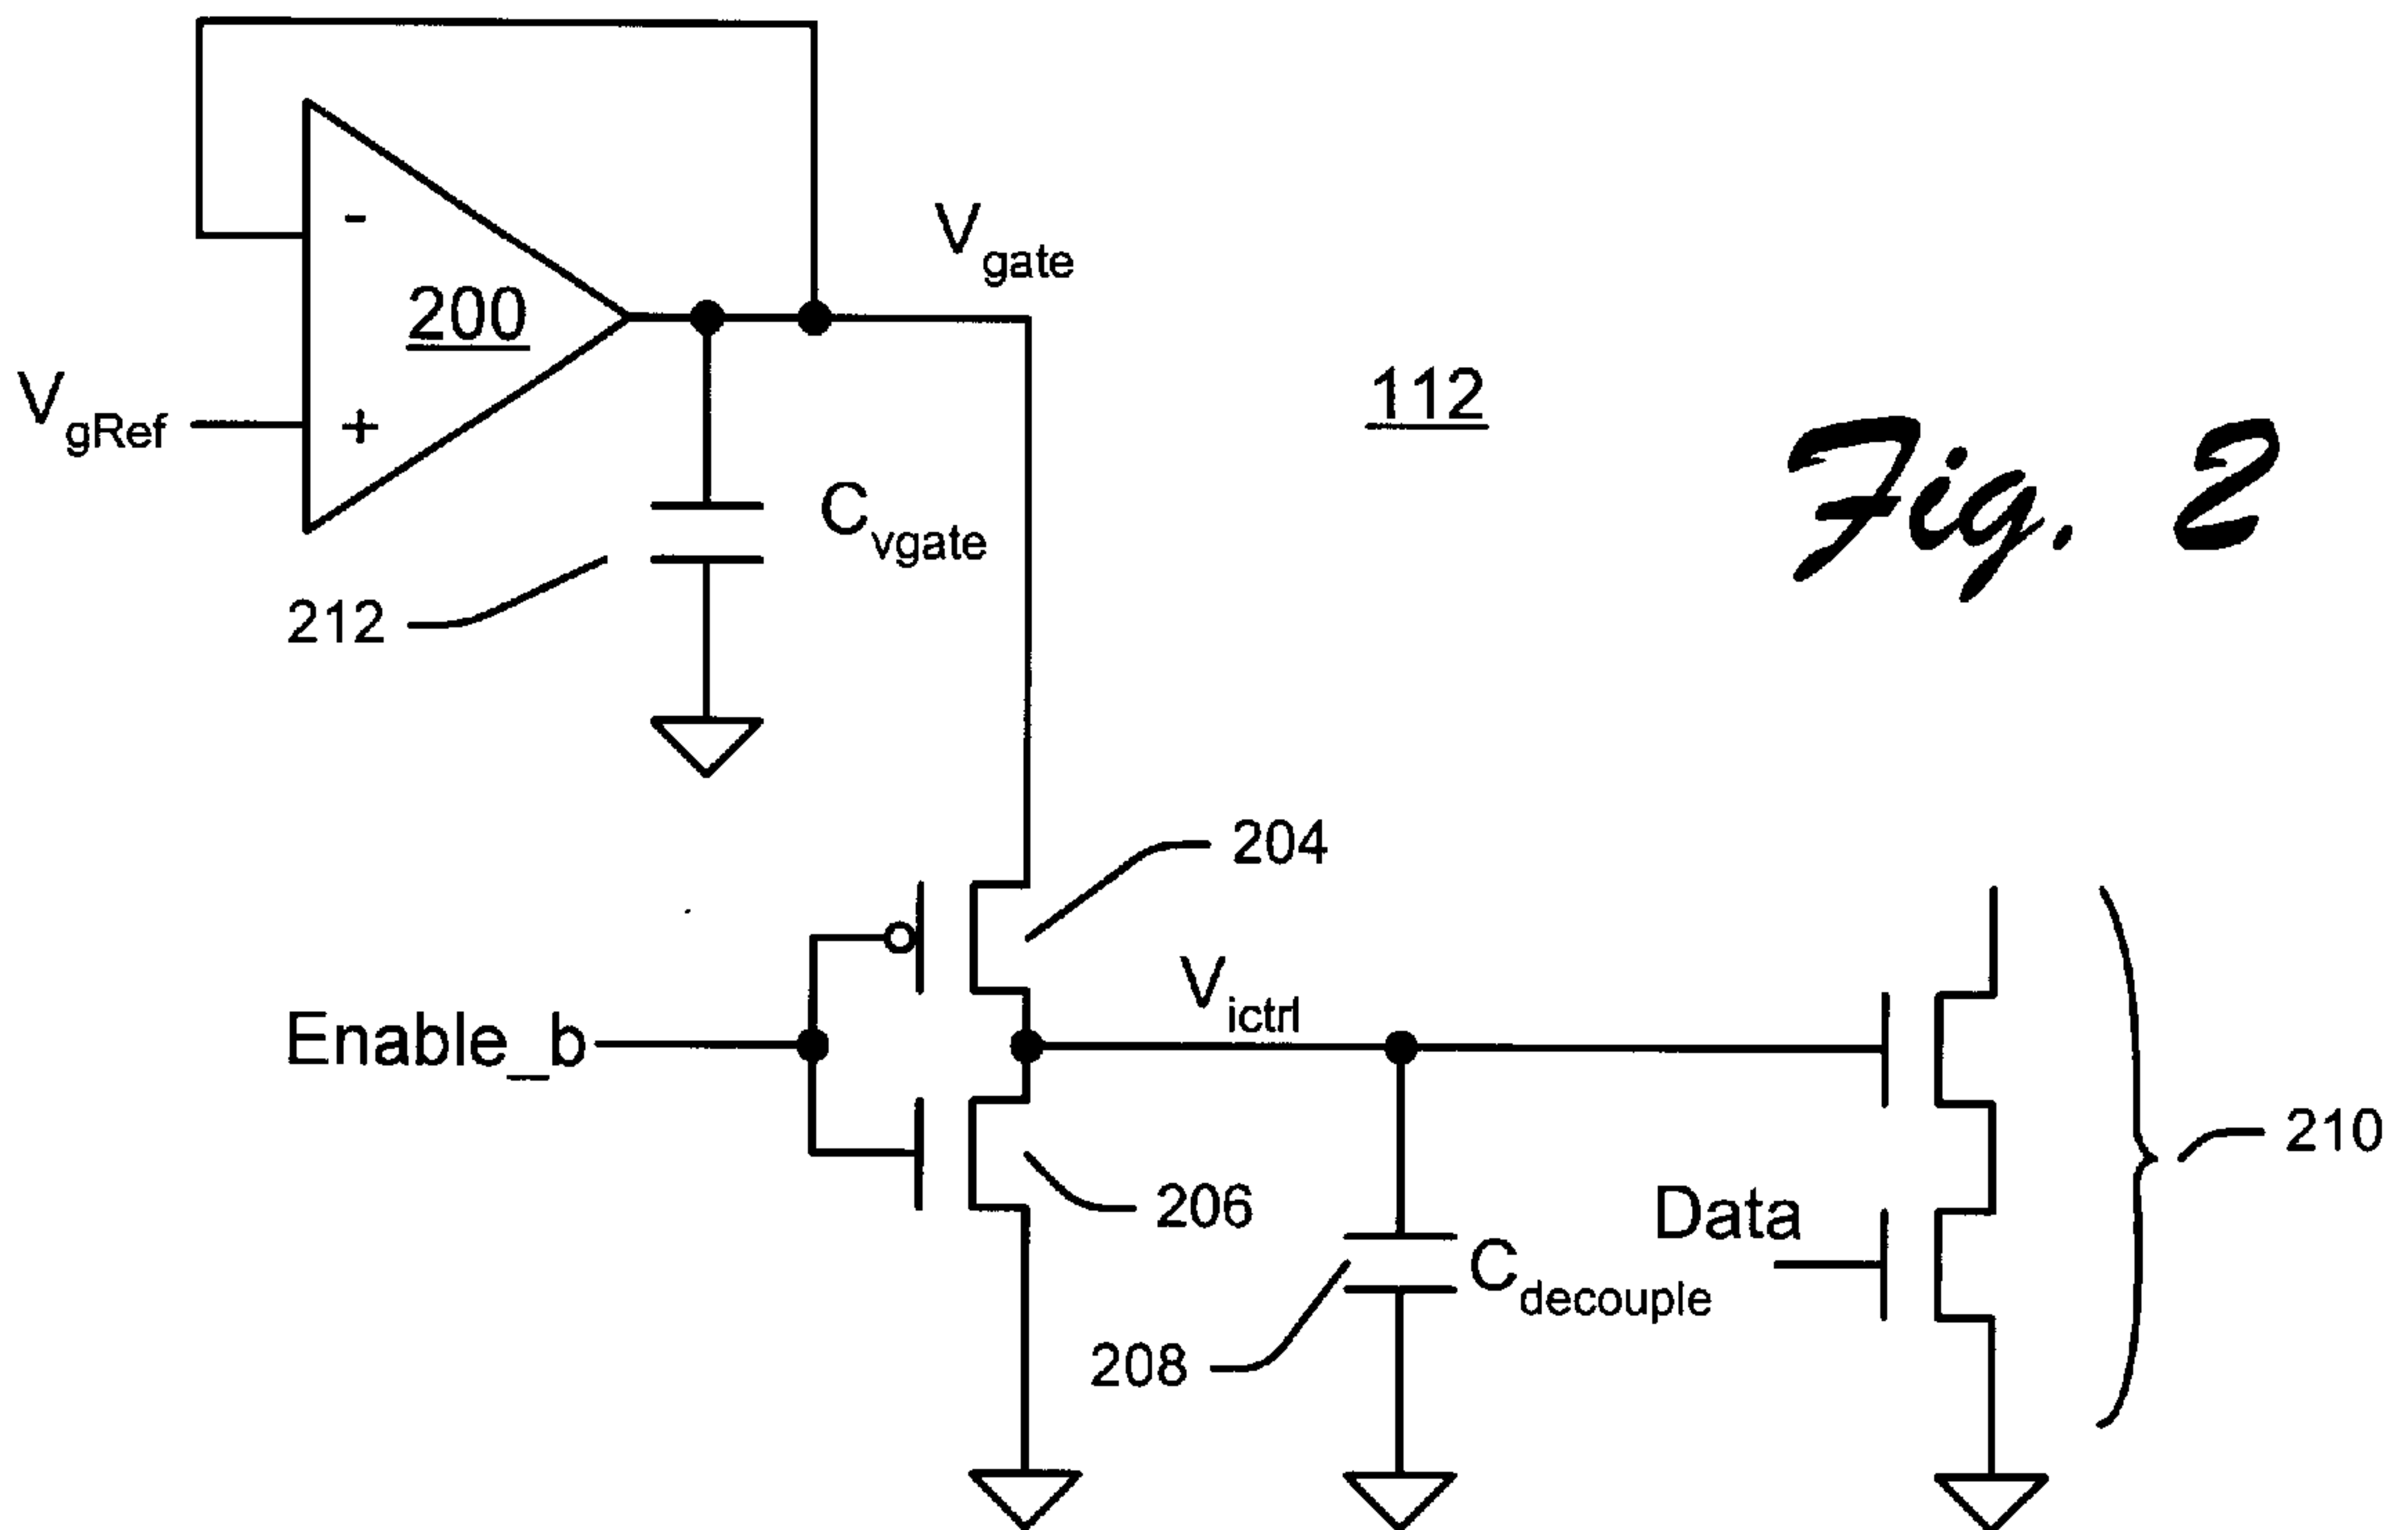 V_gate
-
200
V_gRef
+
112
Fig. 2
C_vgate
212
204
V_ictrl
Enable_b
210
206
Data
C_decouple
208